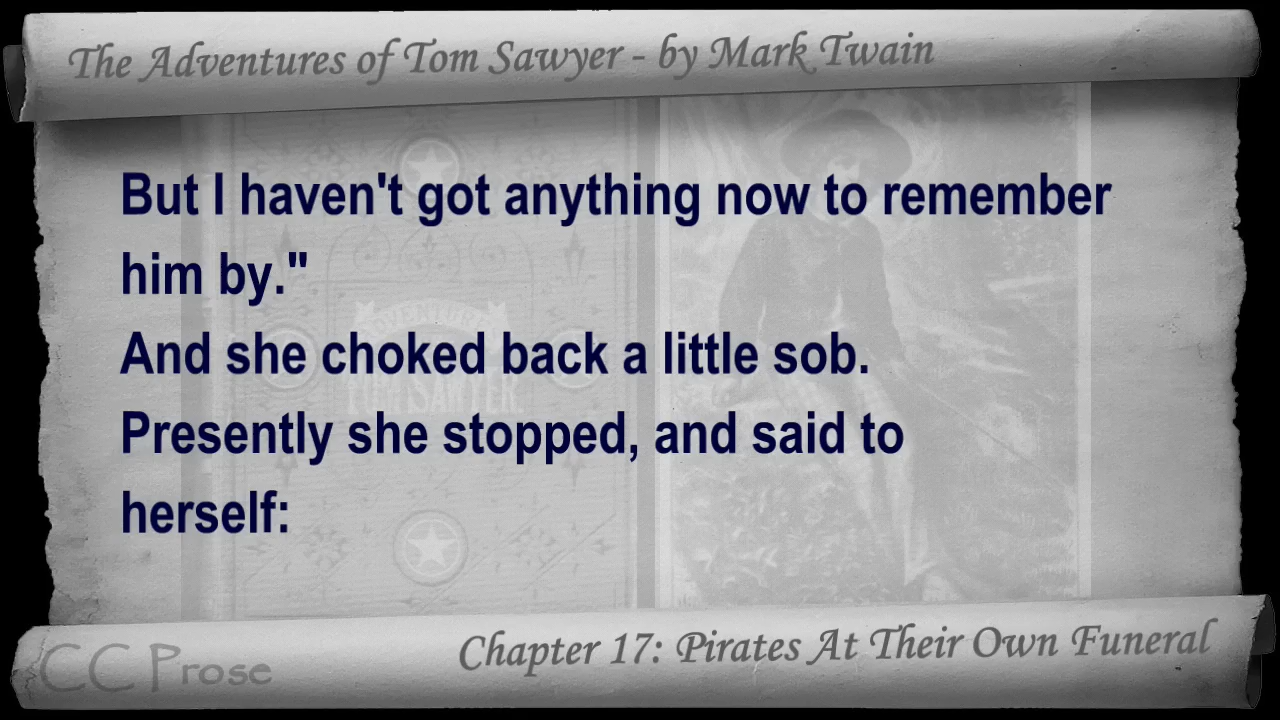 The Adventures of Tom Sawyer - by Mark Twain
But I haven't got anything now to remember
him by."
And she choked back a little sob.
Presently she stopped, and said to
herself:
Chapter 17: Pirates At Their Own Funeral
CC Prose